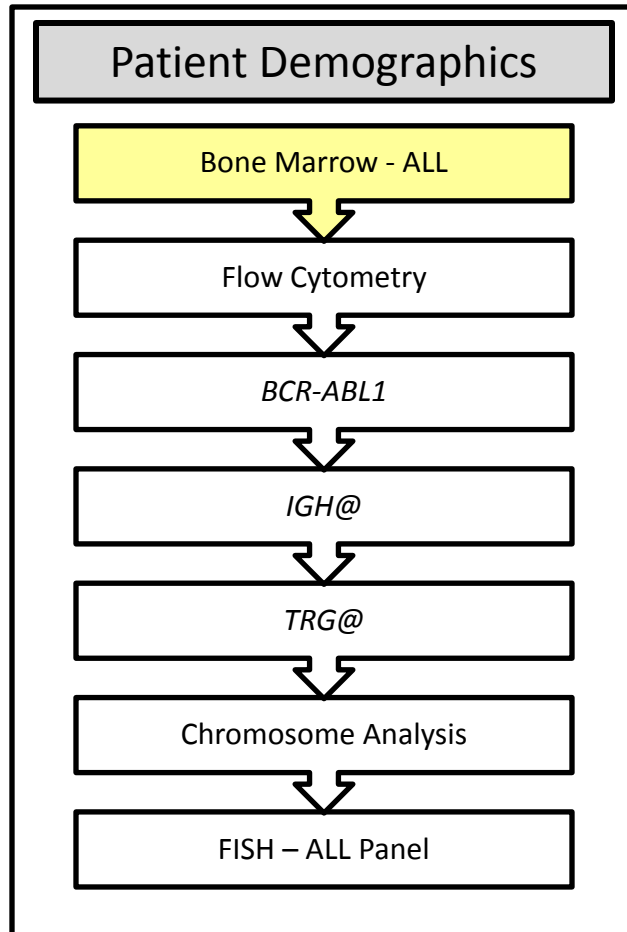 Patient Demographics
Bone Marrow - ALL
Flow Cytometry
BCR-ABL1
IGH@
TRG@
Chromosome Analysis
FISH – ALL Panel